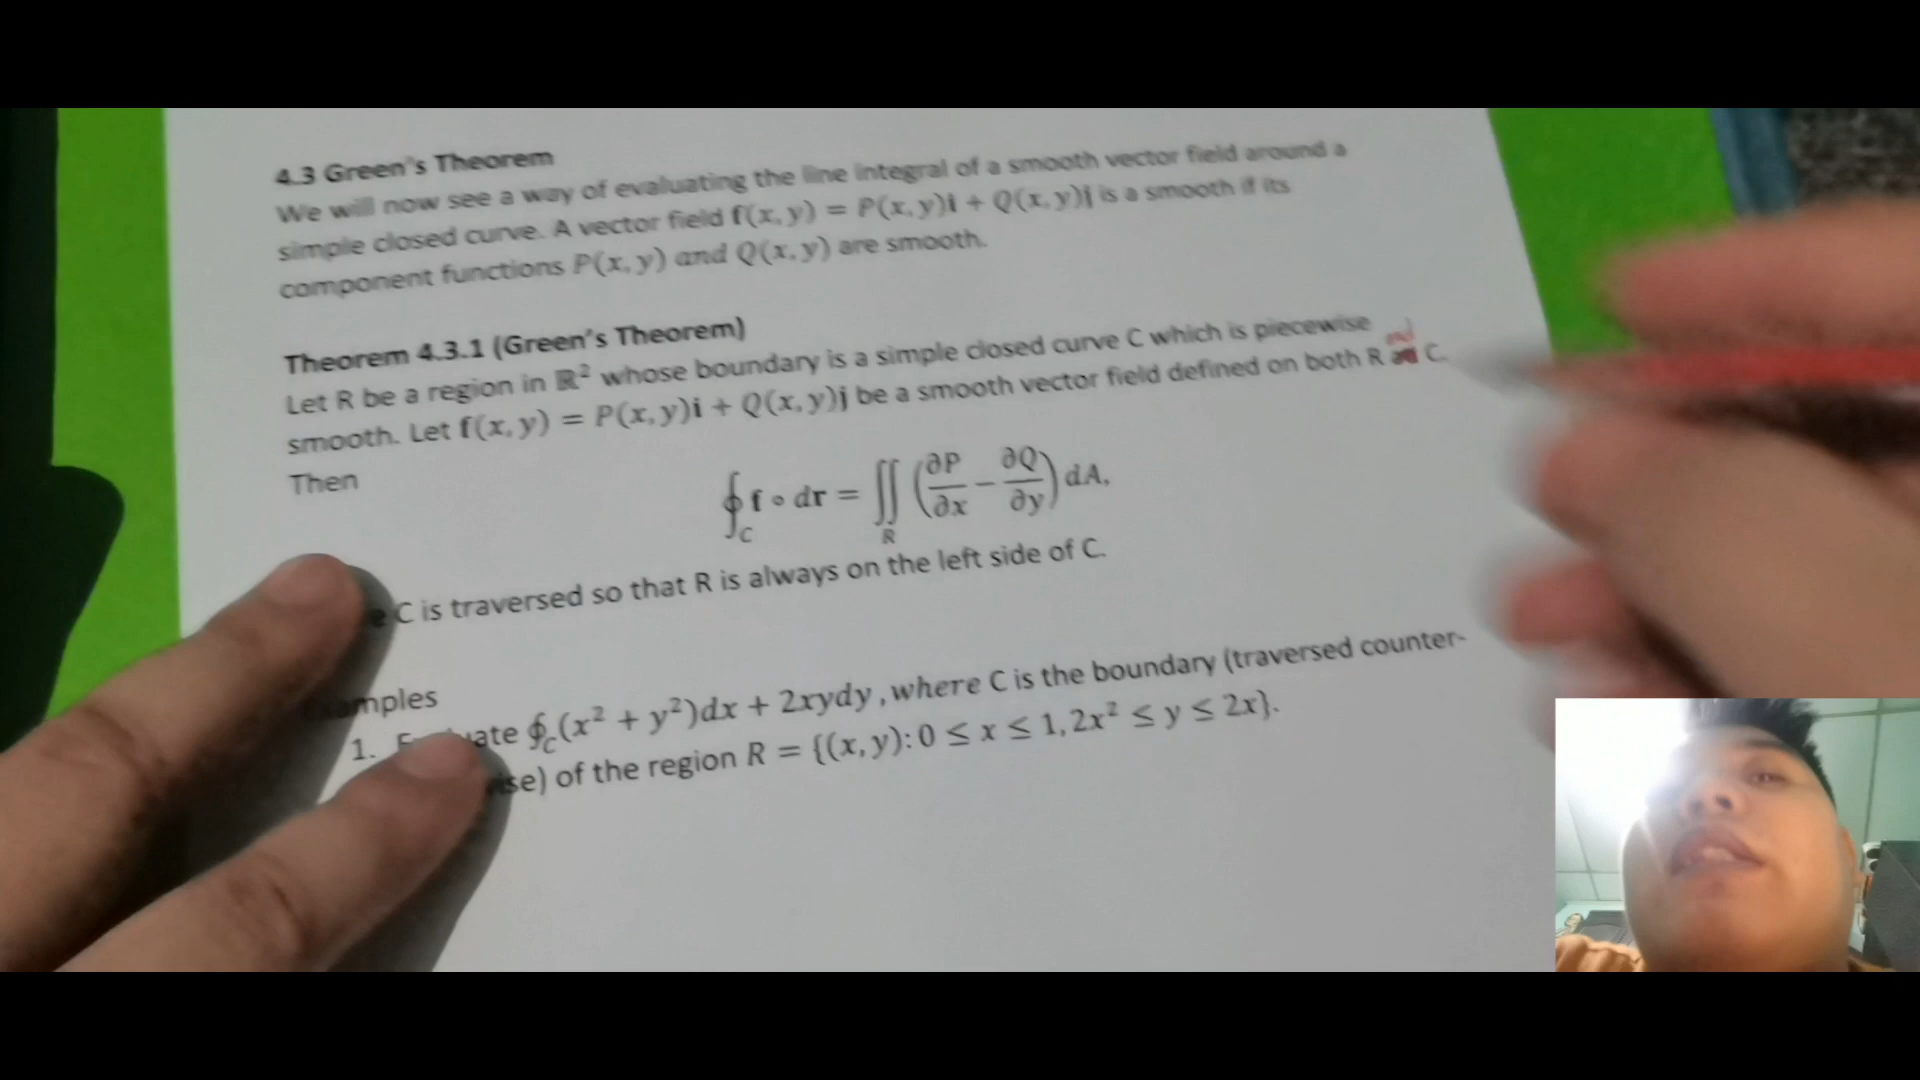 4.3 Green's Theorem
We will now see a way of evaluating the line integral of a smooth vector field around a
simple closed curve. A vector field f(x, y) = P(x, y)i + Q(x, y)j is a smooth if its
component functions P(x, y) and Q(x, y) are smooth.
Theorem 4.3.1 (Green's Theorem)
Let R be a region in ℝ² whose boundary is a simple closed curve C which is piecewise
smooth. Let f(x, y) = P(x, y)i + Q(x, y)j be a smooth vector field defined on both R and C.
Then
∮_C f ∘ dr = ∬_R (∂P/∂x − ∂Q/∂y) dA,
C is traversed so that R is always on the left side of C.
1. ∮_C (x² + y²)dx + 2xydy, where C is the boundary (traversed counter-
of the region R = {(x, y): 0 ≤ x ≤ 1, 2x² ≤ y ≤ 2x}.